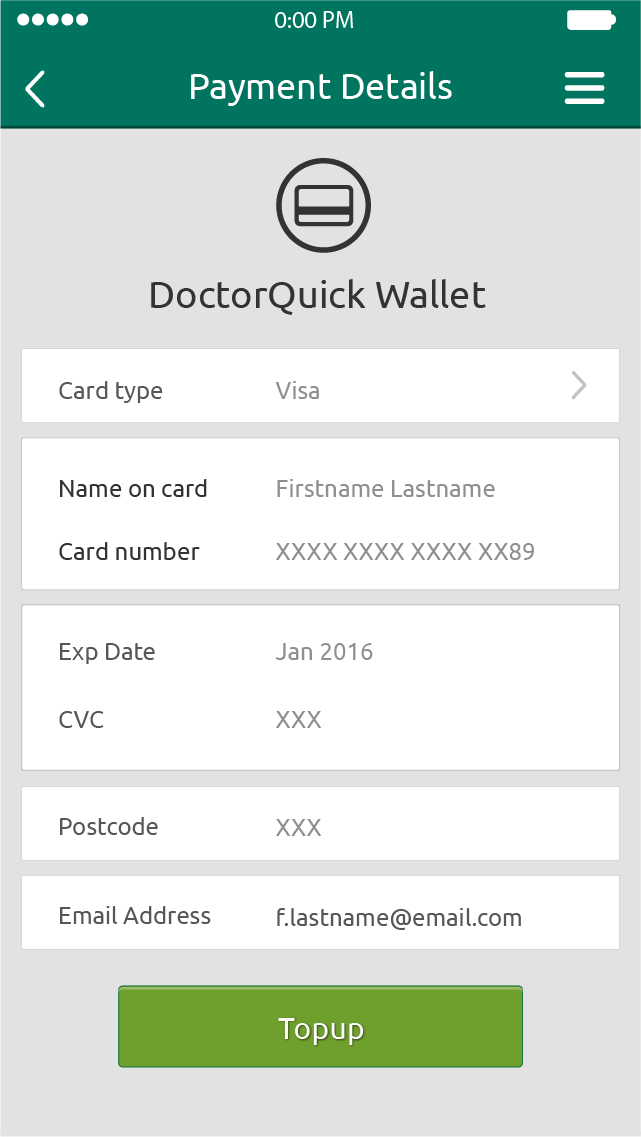 0:00 PM
Payment Details
DoctorQuick Wallet
Card type Visa
Name on card Firstname Lastname
Card number XXXX XXXX XXXX XX89
Exp Date Jan 2016
CVC XXX
Postcode XXX
Email Address f.lastname@email.com
Topup